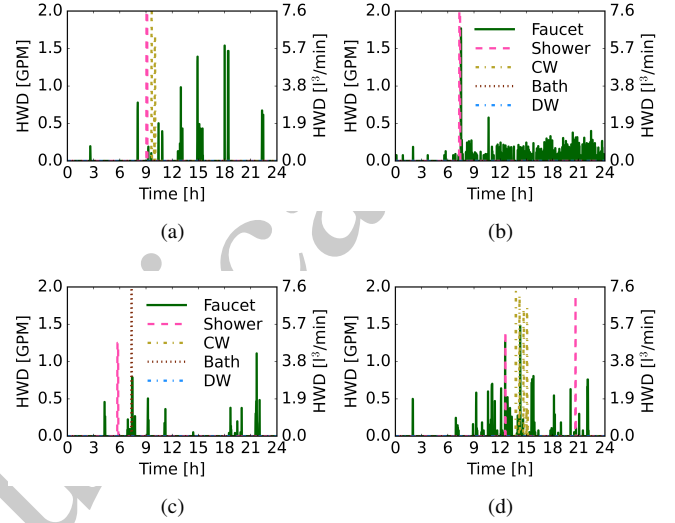 2.0 7.6
1.5 5.7
1.0 3.8
0.5 1.9
0.0 0.0
0 3 6 9 12 15 18 21 24
HWD [GPM]
HWD [l³/min]
Time [h]
(a)
2.0 7.6
1.5 5.7
1.0 3.8
0.5 1.9
0.0 0.0
0 3 6 9 12 15 18 21 24
HWD [GPM]
HWD [l³/min]
Faucet
Shower
CW
Bath
DW
Time [h]
(b)
2.0 7.6
1.5 5.7
1.0 3.8
0.5 1.9
0.0 0.0
0 3 6 9 12 15 18 21 24
HWD [GPM]
HWD [l³/min]
Faucet
Shower
CW
Bath
DW
Time [h]
(c)
2.0 7.6
1.5 5.7
1.0 3.8
0.5 1.9
0.0 0.0
0 3 6 9 12 15 18 21 24
HWD [GPM]
HWD [l³/min]
Time [h]
(d)